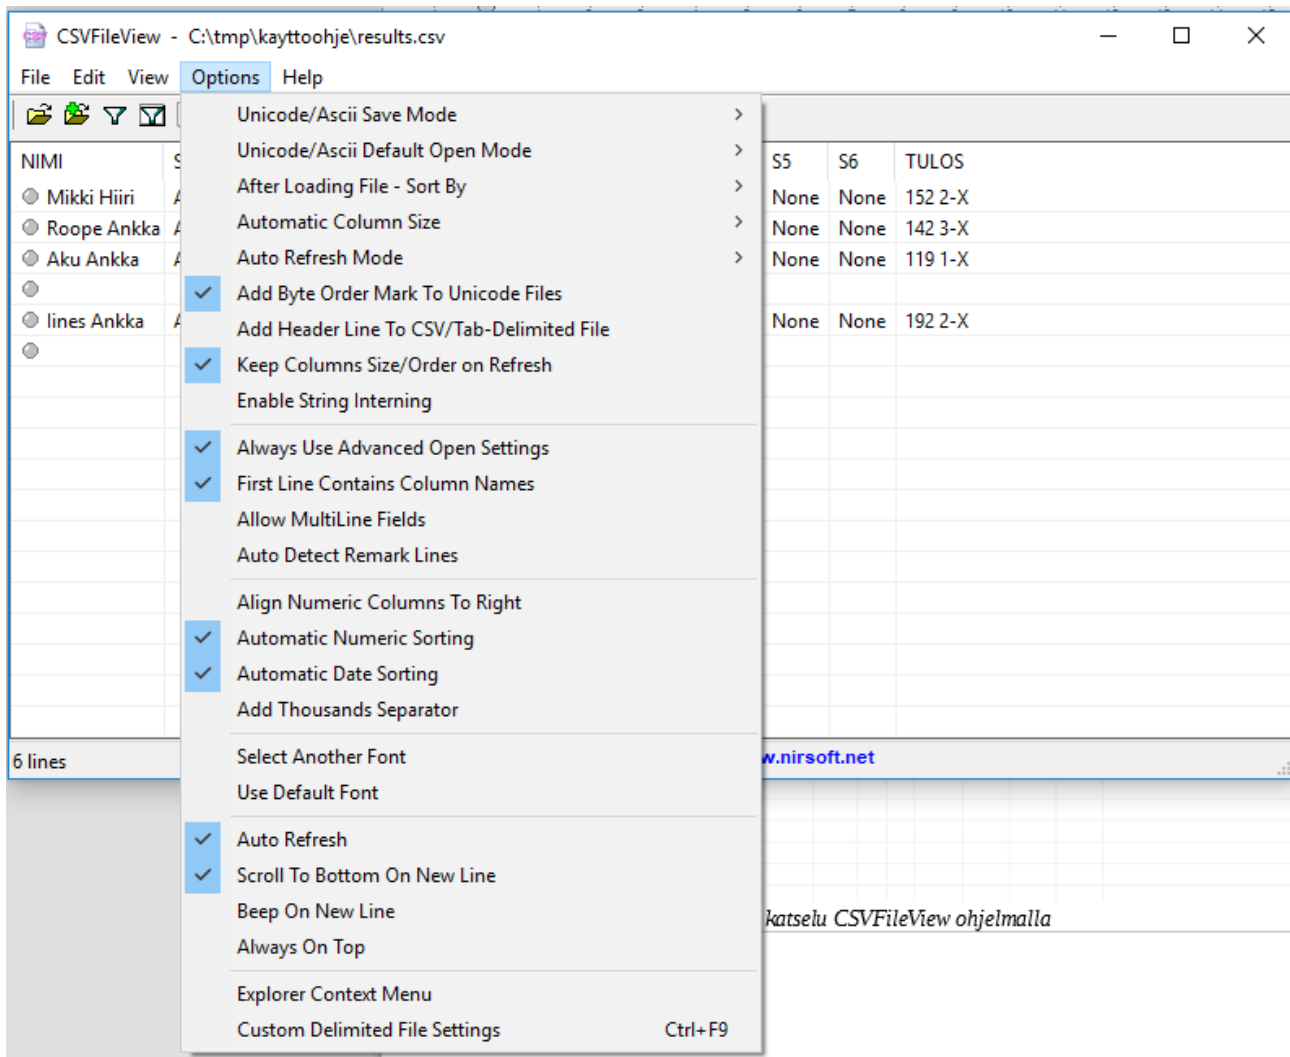 CSVFileView - C:\tmp\kayttoohje\results.csv
File Edit View Options Help
NIMI S5 S6 TULOS
Mikki Hiiri None None 152 2-X
Roope Ankka None None 142 3-X
Aku Ankka None None 119 1-X
Iines Ankka None None 192 2-X
Unicode/Ascii Save Mode
Unicode/Ascii Default Open Mode
After Loading File - Sort By
Automatic Column Size
Auto Refresh Mode
Add Byte Order Mark To Unicode Files
Add Header Line To CSV/Tab-Delimited File
Keep Columns Size/Order on Refresh
Enable String Interning
Always Use Advanced Open Settings
First Line Contains Column Names
Allow MultiLine Fields
Auto Detect Remark Lines
Align Numeric Columns To Right
Automatic Numeric Sorting
Automatic Date Sorting
Add Thousands Separator
Select Another Font
Use Default Font
Auto Refresh
Scroll To Bottom On New Line
Beep On New Line
Always On Top
Explorer Context Menu
Custom Delimited File Settings Ctrl+F9
6 lines w.nirsoft.net
katselu CSVFileView ohjelmalla